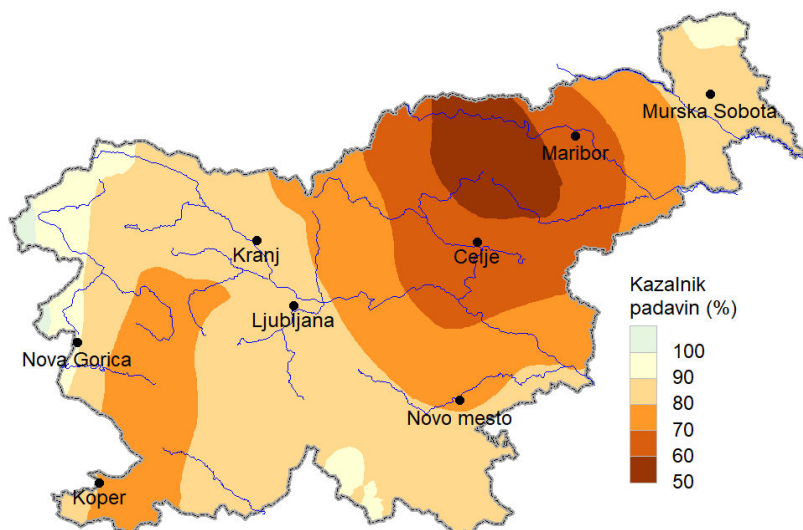 Murska Sobota
Maribor
Kranj
Celje
Ljubljana
Nova Gorica
Novo mesto
Koper
Kazalnik
padavin (%)
100
90
80
70
60
50